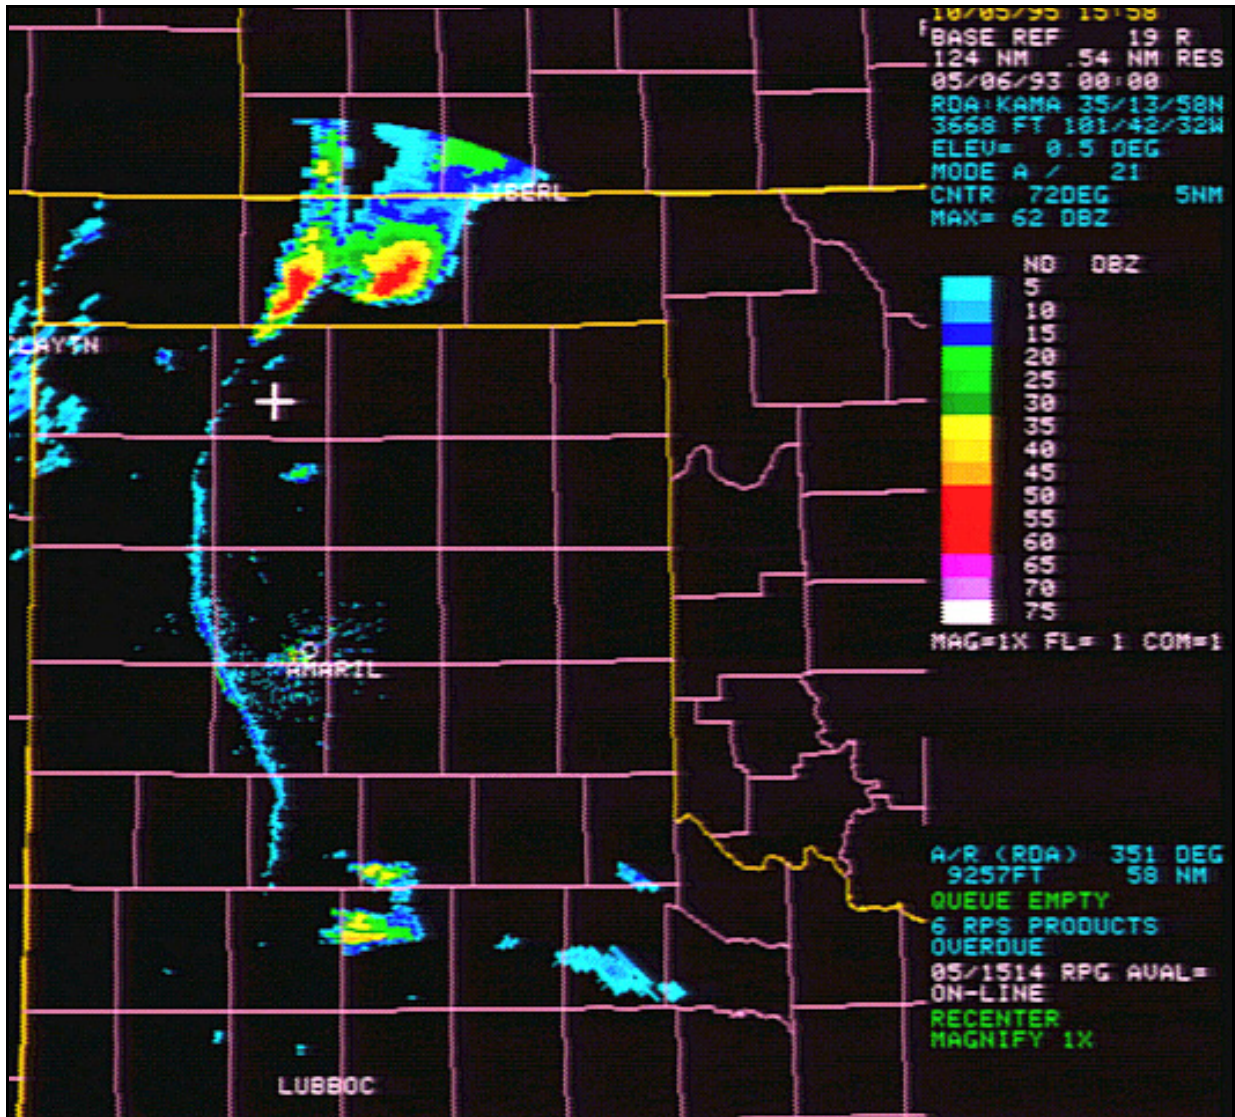 10/05/95 15:58
BASE REF 19 R
124 NM .54 NM RES
05/06/93 00:00
RDA:KAMA 35/13/58N
3668 FT 101/42/32W
ELEV= 0.5 DEG
MODE A / 21
CNTR 72DEG 5NM
MAX= 62 DBZ
ND DBZ
5
10
15
20
25
30
35
40
45
50
55
60
65
70
75
MAG=1X FL= 1 COM=1
LIBERL
LAYTN
AMARIL
LUBBOC
A/R (RDA) 351 DEG
9257FT 58 NM
QUEUE EMPTY
6 RPS PRODUCTS
OVERDUE
05/1514 RPG AVAL=
ON-LINE
RECENTER
MAGNIFY 1X